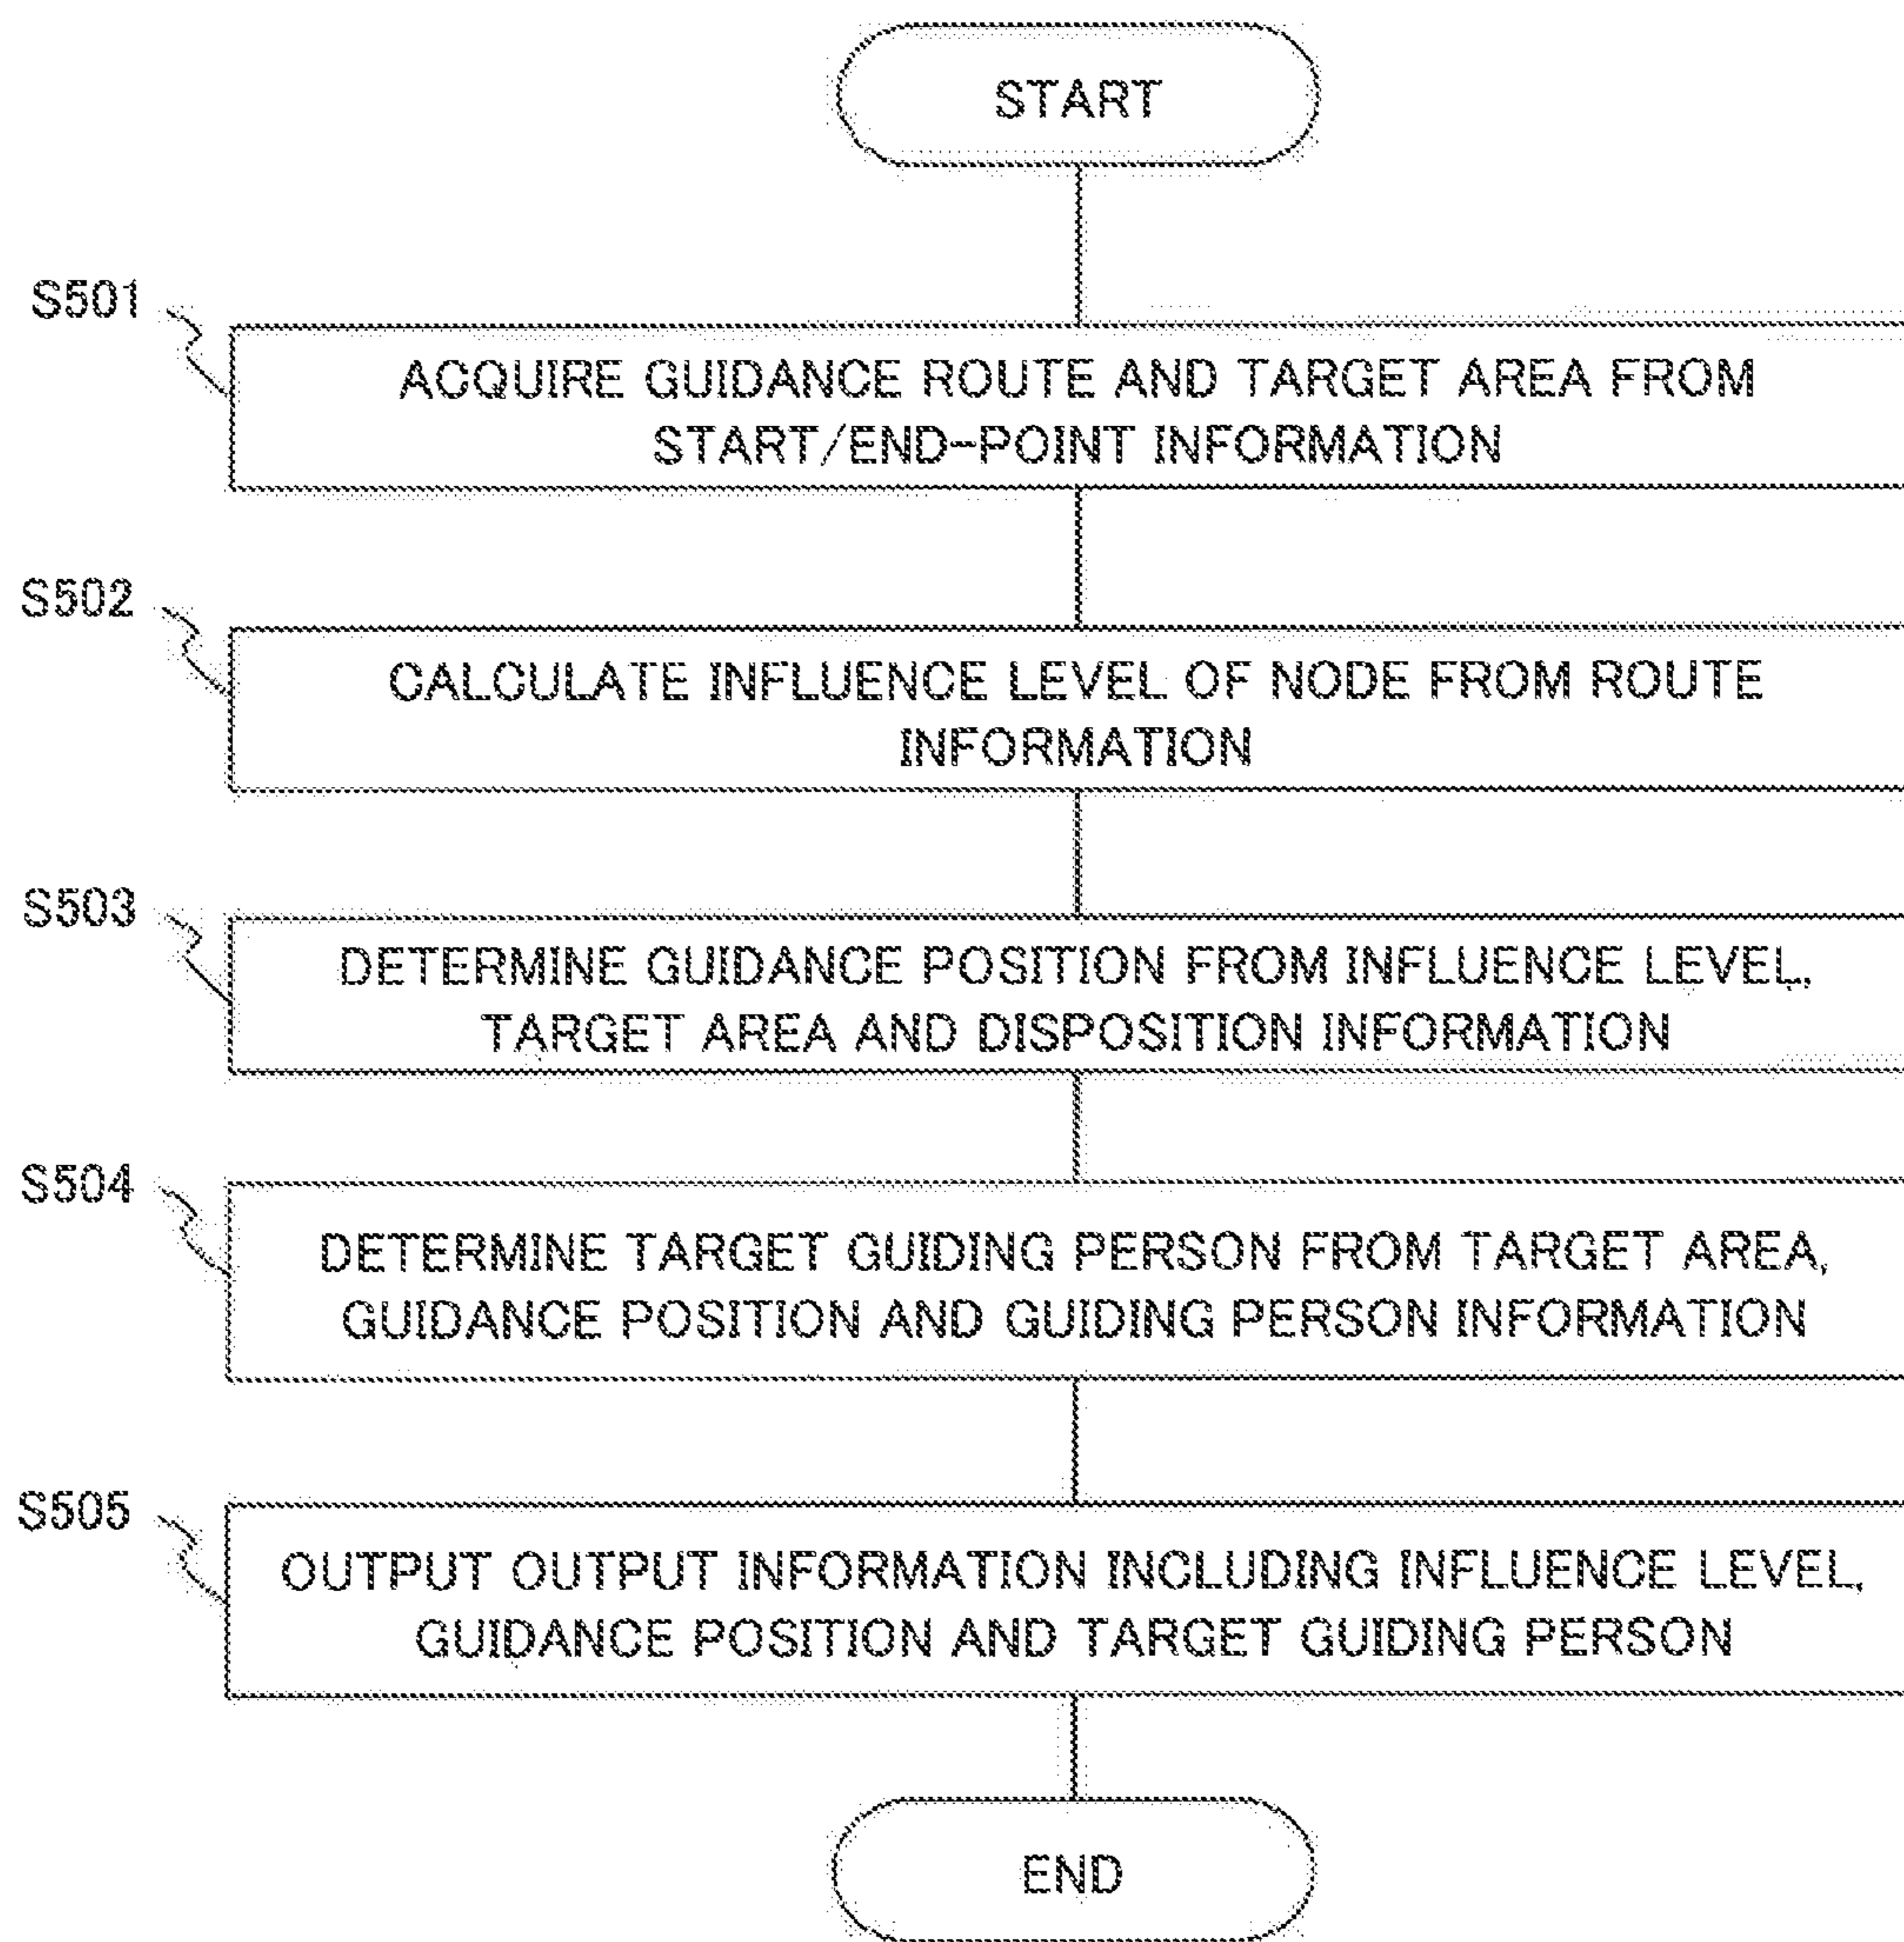 START
S501
ACQUIRE GUIDANCE ROUTE AND TARGET AREA FROM
START/END-POINT INFORMATION
S502
CALCULATE INFLUENCE LEVEL OF NODE FROM ROUTE
INFORMATION
S503
DETERMINE GUIDANCE POSITION FROM INFLUENCE LEVEL,
TARGET AREA AND DISPOSITION INFORMATION
S504
DETERMINE TARGET GUIDING PERSON FROM TARGET AREA,
GUIDANCE POSITION AND GUIDING PERSON INFORMATION
S505
OUTPUT OUTPUT INFORMATION INCLUDING INFLUENCE LEVEL,
GUIDANCE POSITION AND TARGET GUIDING PERSON
END